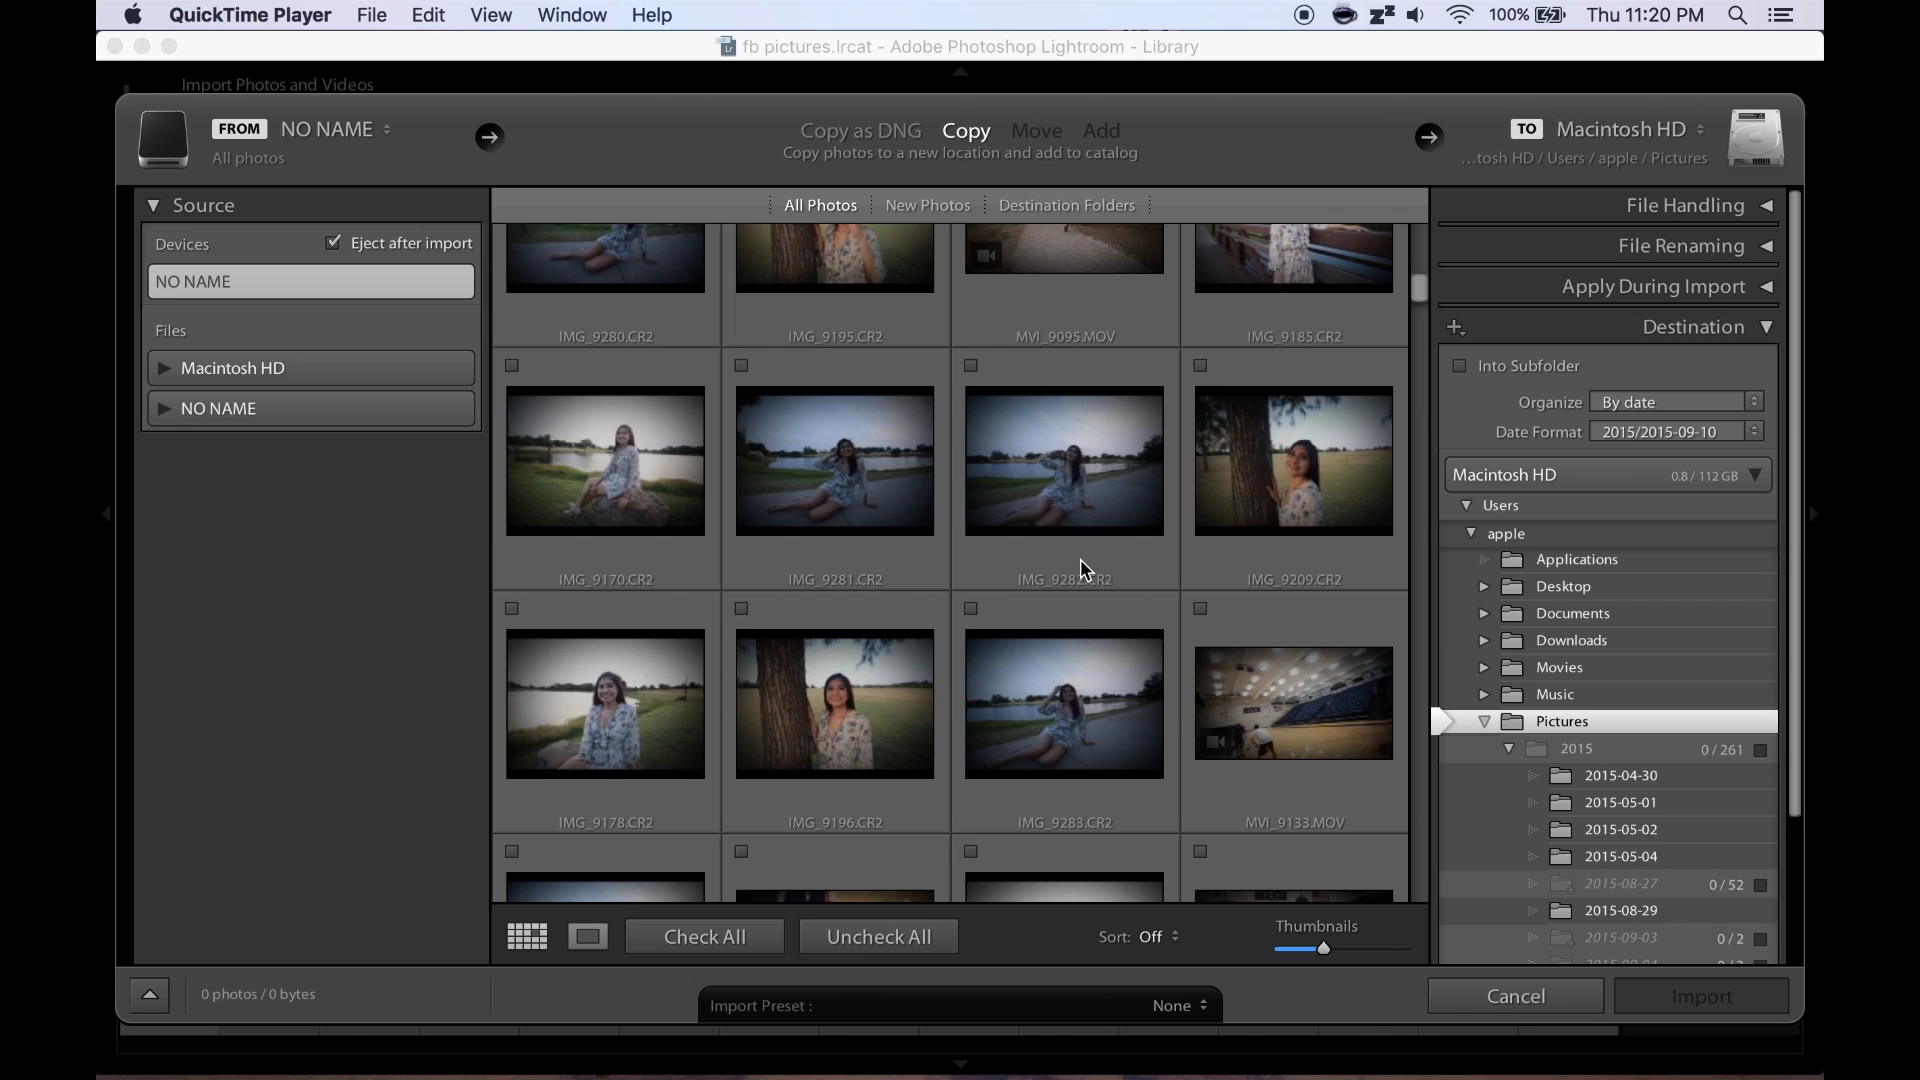 QuickTime Player File Edit View Window Help 100% Thu 11:20 PM
fb pictures.lrcat - Adobe Photoshop Lightroom - Library
Import Photos and Videos
FROM NO NAME
All photos
Copy as DNG Copy Move Add
Copy photos to a new location and add to catalog
TO Macintosh HD
...tosh HD / Users / apple / Pictures
Source
Devices Eject after import
NO NAME
Files
Macintosh HD
NO NAME
All Photos New Photos Destination Folders
IMG_9280.CR2 IMG_9195.CR2 MVI_9095.MOV IMG_9185.CR2
IMG_9170.CR2 IMG_9281.CR2 IMG_9282.CR2 IMG_9209.CR2
IMG_9178.CR2 IMG_9196.CR2 IMG_9283.CR2 MVI_9133.MOV
Check All Uncheck All Sort: Off Thumbnails
File Handling
File Renaming
Apply During Import
Destination
Into Subfolder
Organize By date
Date Format 2015/2015-09-10
Macintosh HD 0.8 / 112 GB
Users
apple
Applications
Desktop
Documents
Downloads
Movies
Music
Pictures
2015 0 / 261
2015-04-30
2015-05-01
2015-05-02
2015-05-04
2015-08-27 0 / 52
2015-08-29
2015-09-03 0 / 2
0 photos / 0 bytes
Import Preset : None
Cancel Import